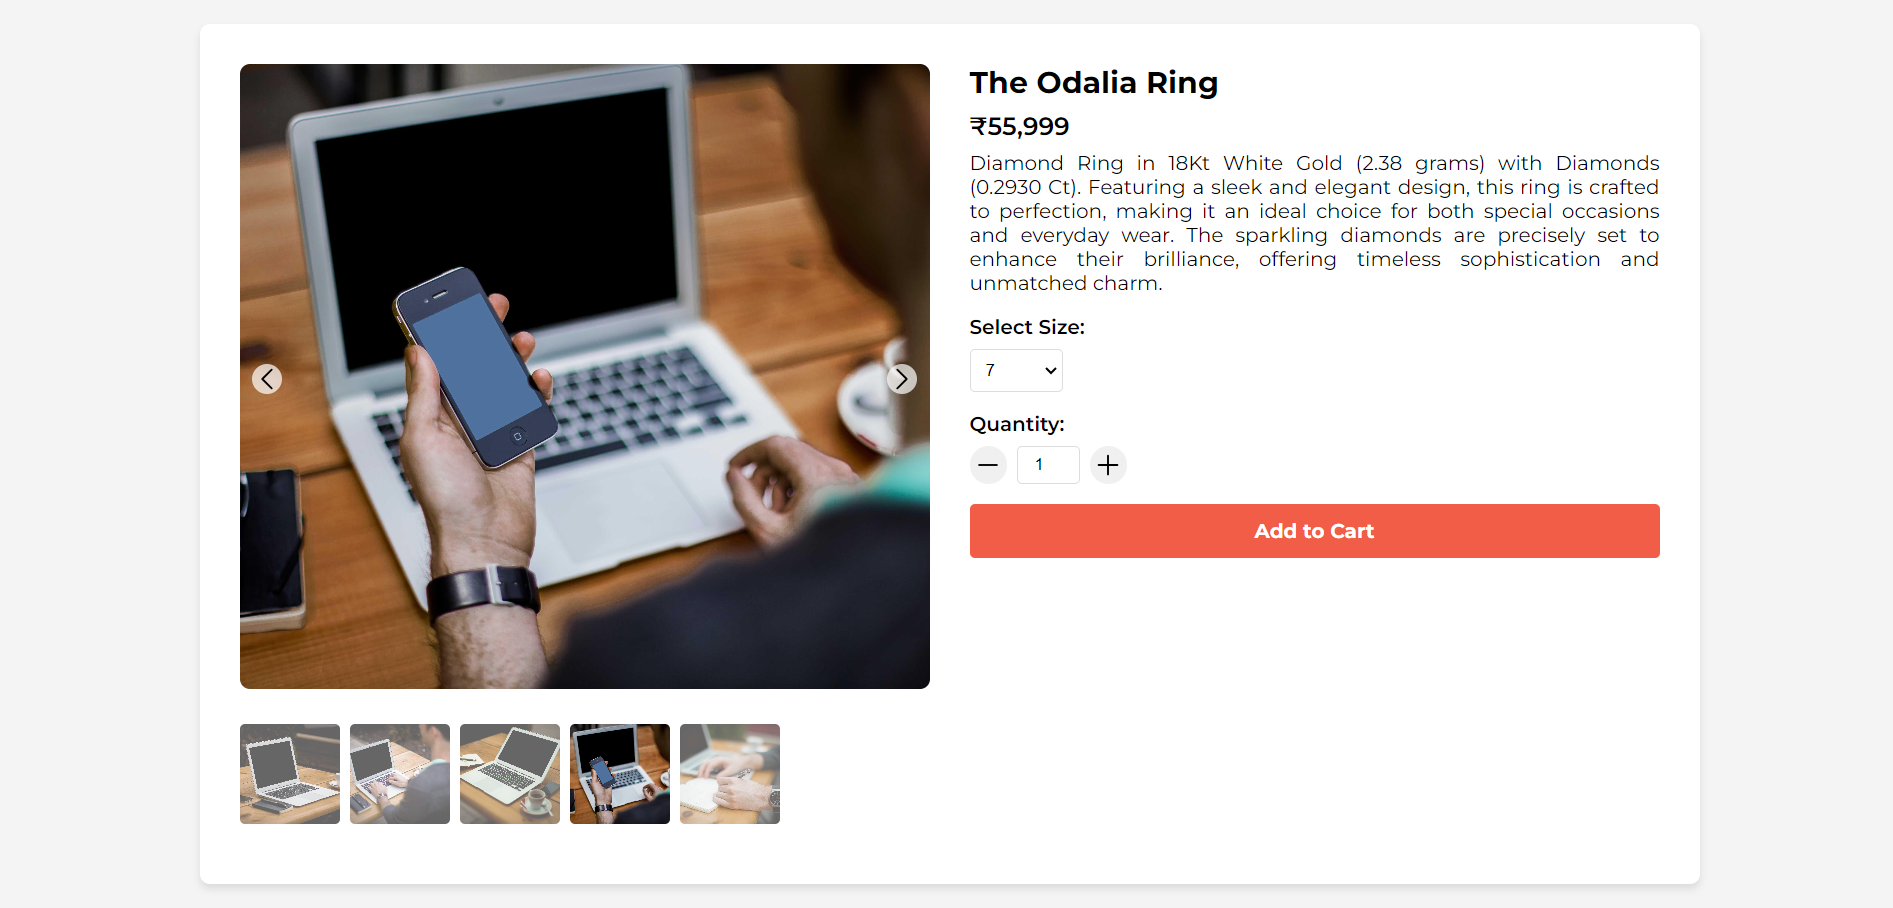 The Odalia Ring
₹55,999
Diamond Ring in 18Kt White Gold (2.38 grams) with Diamonds
(0.2930 Ct). Featuring a sleek and elegant design, this ring is crafted
to perfection, making it an ideal choice for both special occasions
and everyday wear. The sparkling diamonds are precisely set to
enhance their brilliance, offering timeless sophistication and
unmatched charm.
Select Size:
7
Quantity:
1
Add to Cart